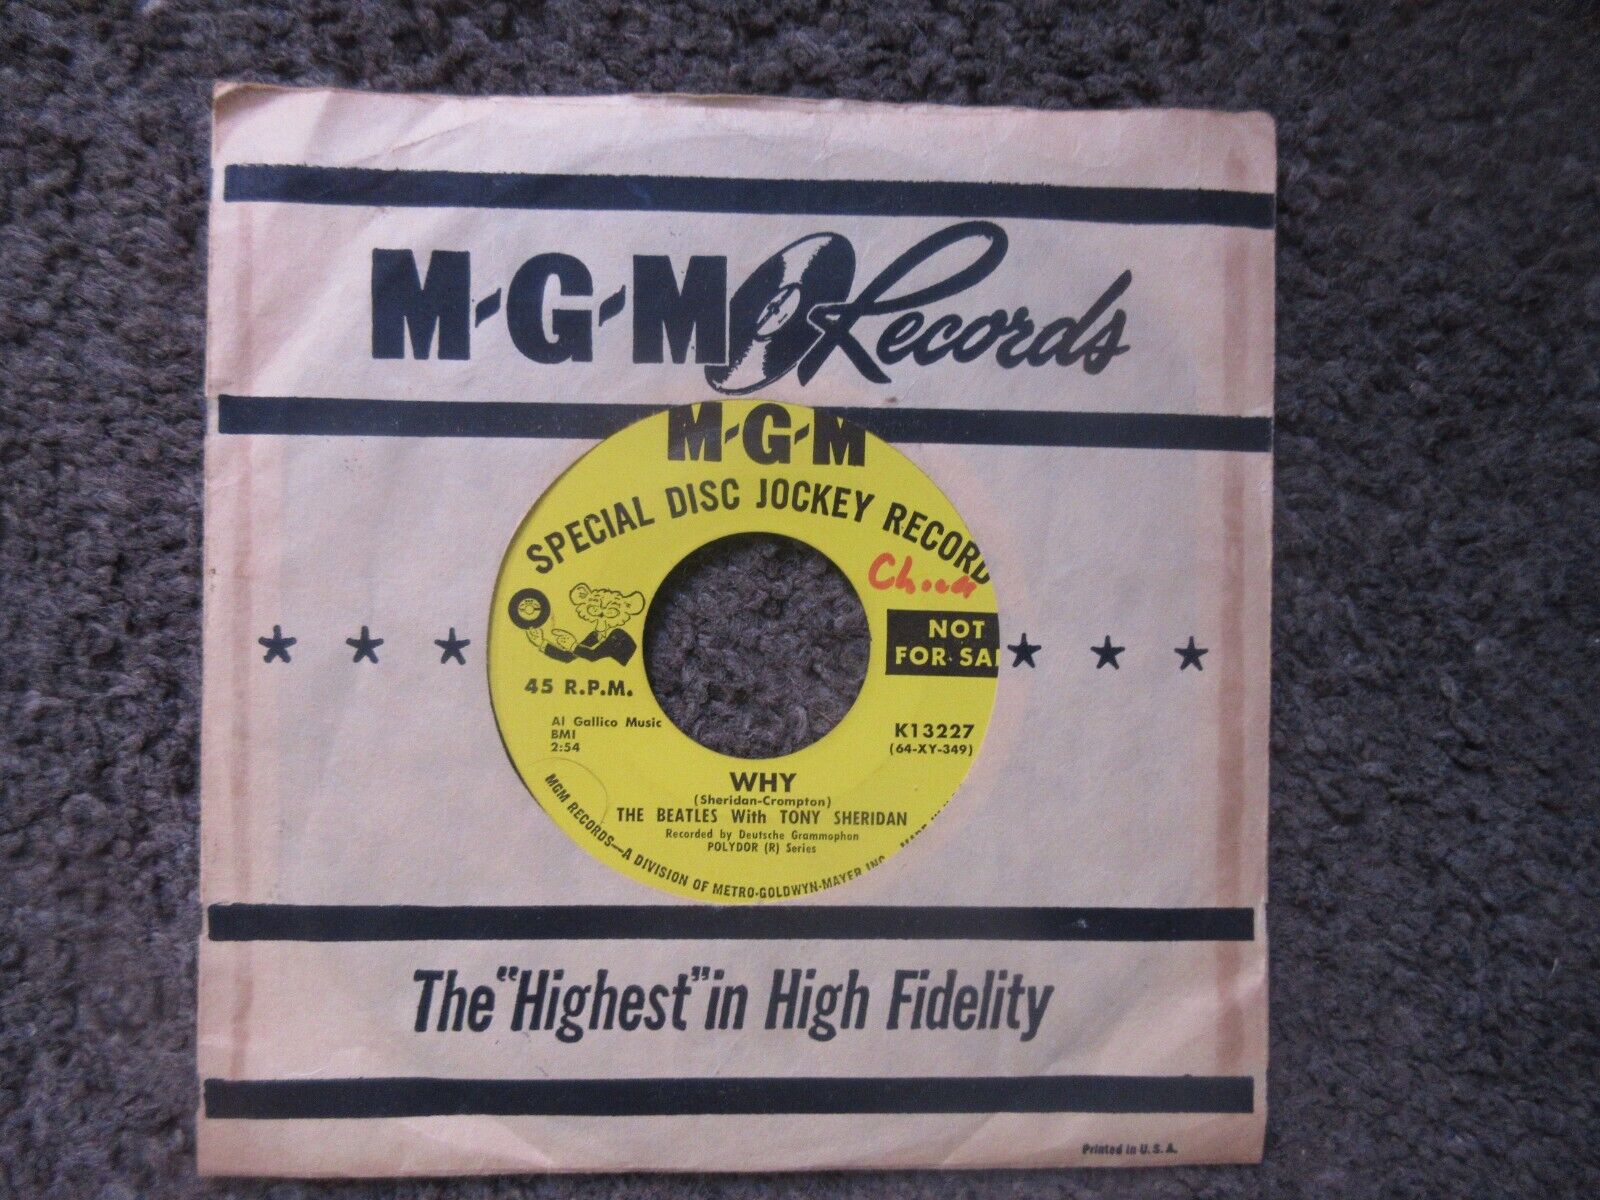 M-G-M Records
M-G-M
SPECIAL DISC JOCKEY RECORD
NOT
FOR SAL
45 R.P.M.
Al Gallico Music
BMI
2:54
K13227
(64-XY-349)
WHY
(Sheridan-Crompton)
THE BEATLES With TONY SHERIDAN
Recorded by Deutsche Grammophon
POLYDOR (R) Series
MGM RECORDS—A DIVISION OF METRO-GOLDWYN-MAYER INC.
The "Highest" in High Fidelity
Printed in U.S.A.